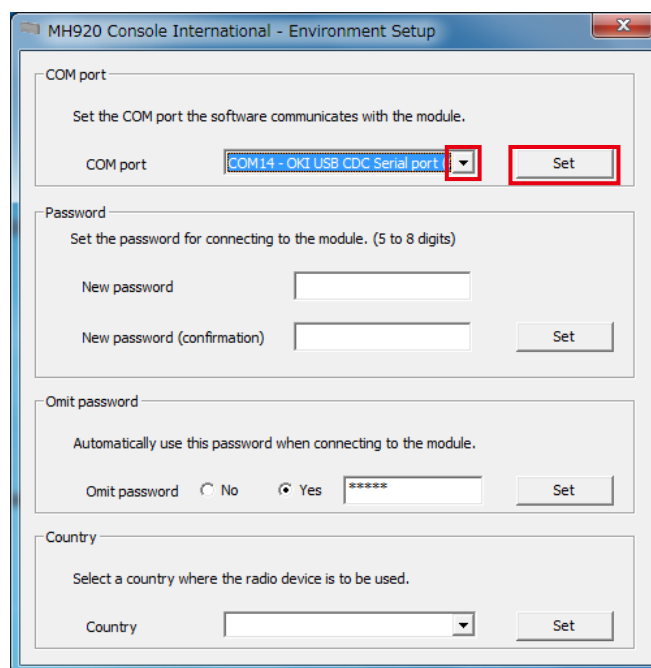 MH920 Console International - Environment Setup
COM port
Set the COM port the software communicates with the module.
COM port COM14 - OKI USB CDC Serial port ( Set
Password
Set the password for connecting to the module. (5 to 8 digits)
New password
New password (confirmation) Set
Omit password
Automatically use this password when connecting to the module.
Omit password No Yes ***** Set
Country
Select a country where the radio device is to be used.
Country Set